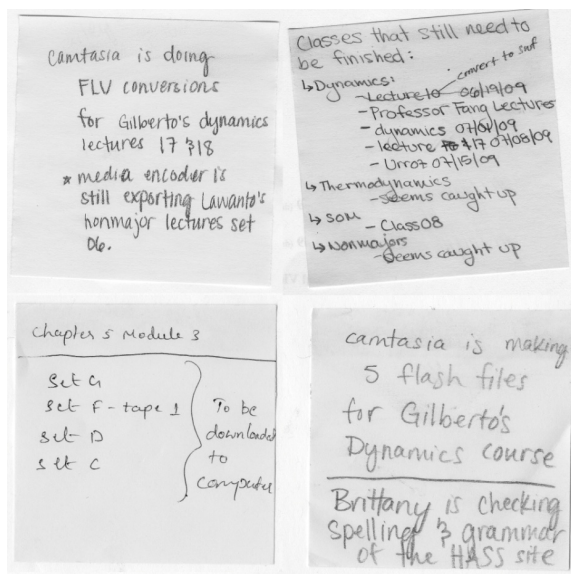 camtasia is doing
FLV conversions
for Gilberto's dynamics
lectures 17 & 18
* media encoder is
still exporting Lawanto's
nonmajor lectures set
06.
Classes that still need to
be finished:
↳ Dynamics:
- Lecture 10 06/19/09
convert to swf
- Professor Fang Lectures
- dynamics 07/01/09
- lecture #17 07/08/09
- Urroz 07/15/09
↳ Thermodynamics
- seems caught up
↳ SOM
- Class 08
↳ Nonmajors
- Seems caught up
Chapter 5 Module 3
Set G
Set F - tape 1
Set D
Set C
To be
downloaded
to
computer
camtasia is making
5 flash files
for Gilberto's
Dynamics course
Brittany is checking
spelling & grammar
of the HASS site